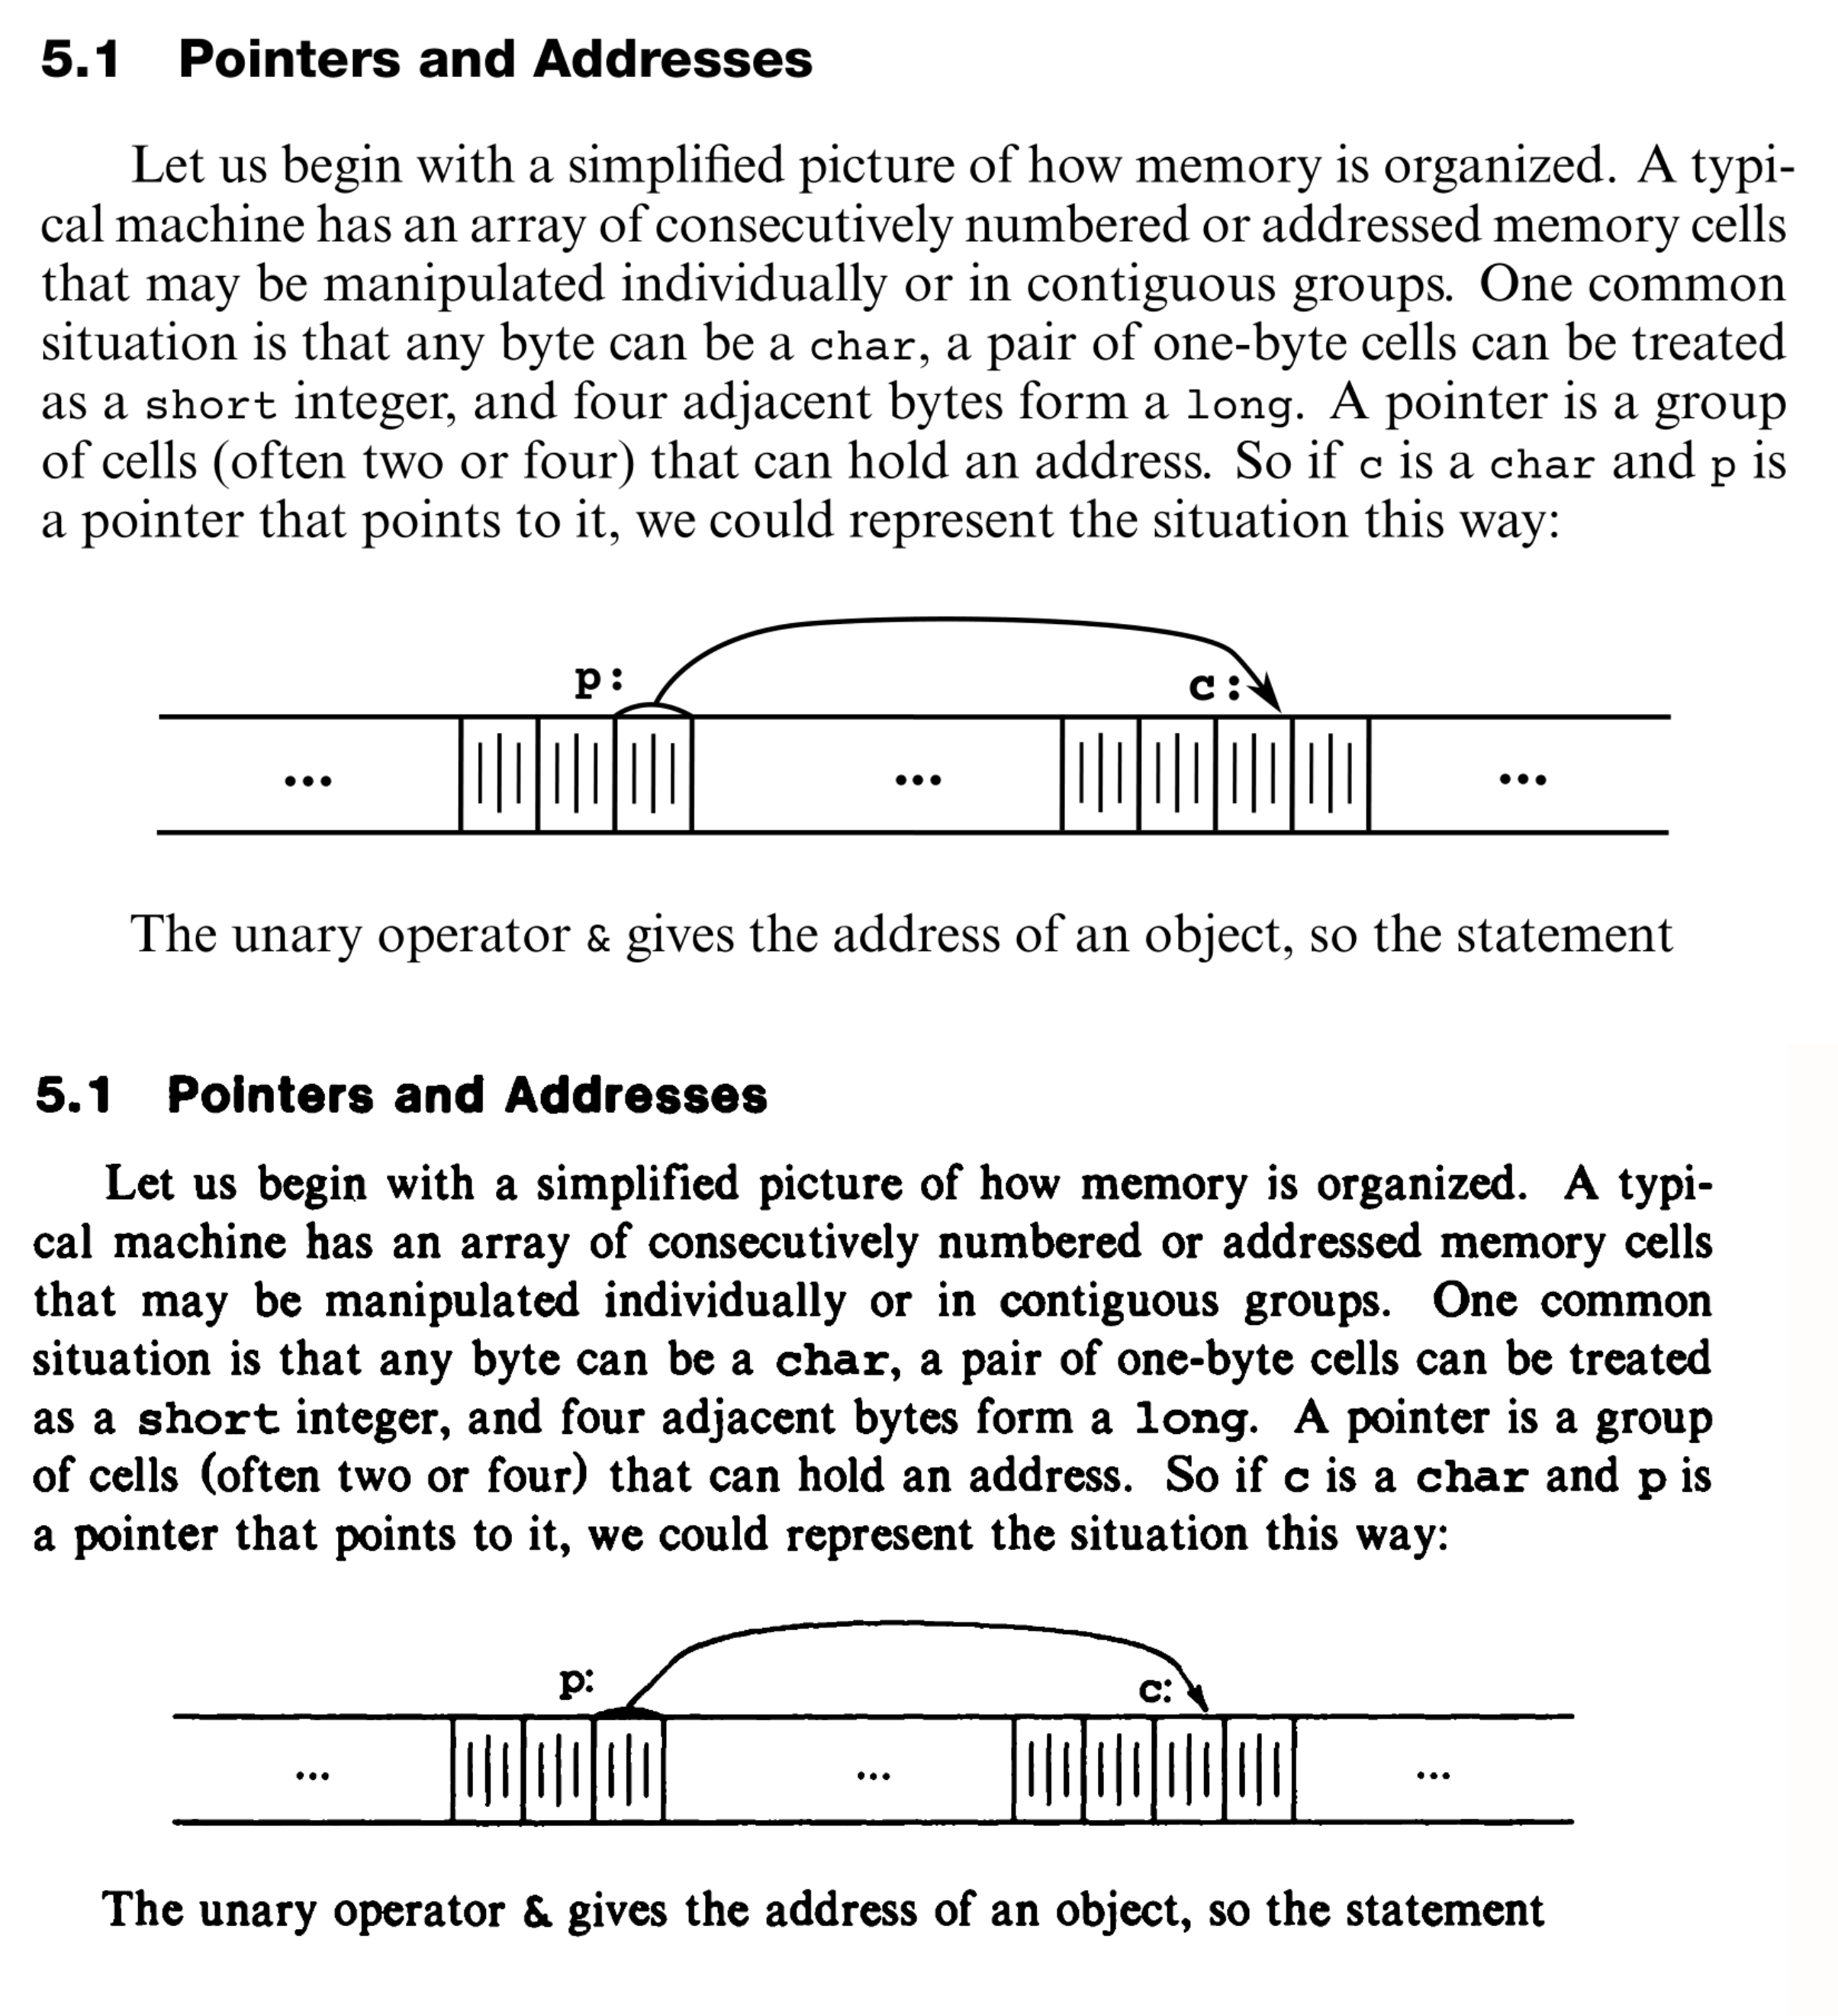 5.1 Pointers and Addresses
Let us begin with a simplified picture of how memory is organized. A typi-
cal machine has an array of consecutively numbered or addressed memory cells
that may be manipulated individually or in contiguous groups. One common
situation is that any byte can be a char, a pair of one-byte cells can be treated
as a short integer, and four adjacent bytes form a long. A pointer is a group
of cells (often two or four) that can hold an address. So if c is a char and p is
a pointer that points to it, we could represent the situation this way:
p: c:
... ... ...
The unary operator & gives the address of an object, so the statement
5.1 Pointers and Addresses
Let us begin with a simplified picture of how memory is organized. A typi-
cal machine has an array of consecutively numbered or addressed memory cells
that may be manipulated individually or in contiguous groups. One common
situation is that any byte can be a char, a pair of one-byte cells can be treated
as a short integer, and four adjacent bytes form a long. A pointer is a group
of cells (often two or four) that can hold an address. So if c is a char and p is
a pointer that points to it, we could represent the situation this way:
p: c:
... ... ...
The unary operator & gives the address of an object, so the statement